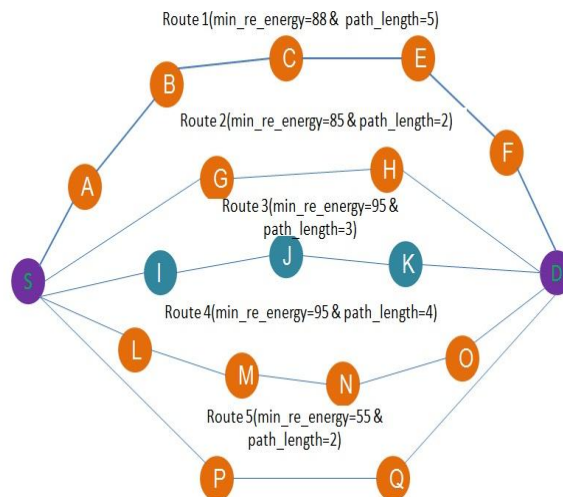 Route 1(min_re_energy=88 & path_length=5)
C
E
B
Route 2(min_re_energy=85 & path_length=2)
F
A
G
H
Route 3(min_re_energy=95 &
path_length=3)
S
I
J
K
D
Route 4(min_re_energy=95 & path_length=4)
L
M
N
O
Route 5(min_re_energy=55 &
path_length=2)
P
Q